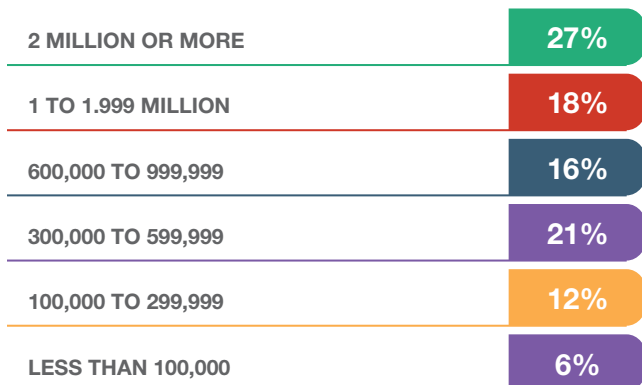 2 MILLION OR MORE 27%
1 TO 1.999 MILLION 18%
600,000 TO 999,999 16%
300,000 TO 599,999 21%
100,000 TO 299,999 12%
LESS THAN 100,000 6%